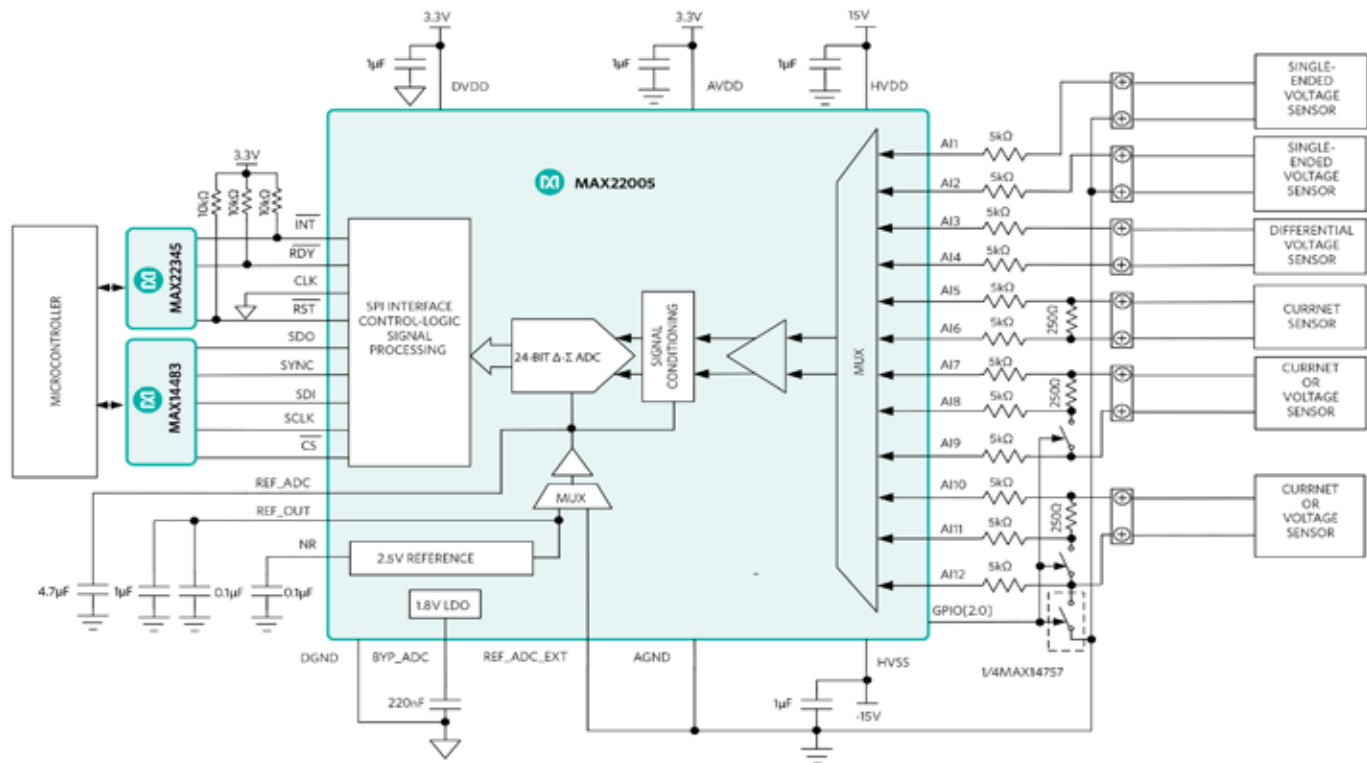 3.3V
3.3V
15V
1µF
1µF
1µF
DVDD
AVDD
HVDD
SINGLE-
ENDED
VOLTAGE
SENSOR
5kΩ
AI1
MAX22005
3.3V
10kΩ
10kΩ
10kΩ
SINGLE-
ENDED
VOLTAGE
SENSOR
5kΩ
AI2
5kΩ
AI3
DIFFERENTIAL
VOLTAGE
SENSOR
5kΩ
AI4
MICROCONTROLLER
MAX22345
INT
RDY
CLK
RST
SPI INTERFACE
CONTROL-LOGIC
SIGNAL
PROCESSING
24-BIT Δ-Σ ADC
SIGNAL
CONDITIONING
MUX
5kΩ
AI5
250Ω
CURRNET
SENSOR
5kΩ
AI6
MAX14483
SDO
SYNC
SDI
SCLK
CS
5kΩ
AI7
250Ω
CURRNET
OR
VOLTAGE
SENSOR
5kΩ
AI8
5kΩ
AI9
REF_ADC
MUX
REF_OUT
NR
2.5V REFERENCE
5kΩ
AI10
250Ω
CURRNET
OR
VOLTAGE
SENSOR
5kΩ
AI11
5kΩ
AI12
4.7µF
1µF
0.1µF
0.1µF
1.8V LDO
GPIO[2:0]
DGND
BYP_ADC
REF_ADC_EXT
AGND
HVSS
1/4MAX14757
220nF
1µF
-15V